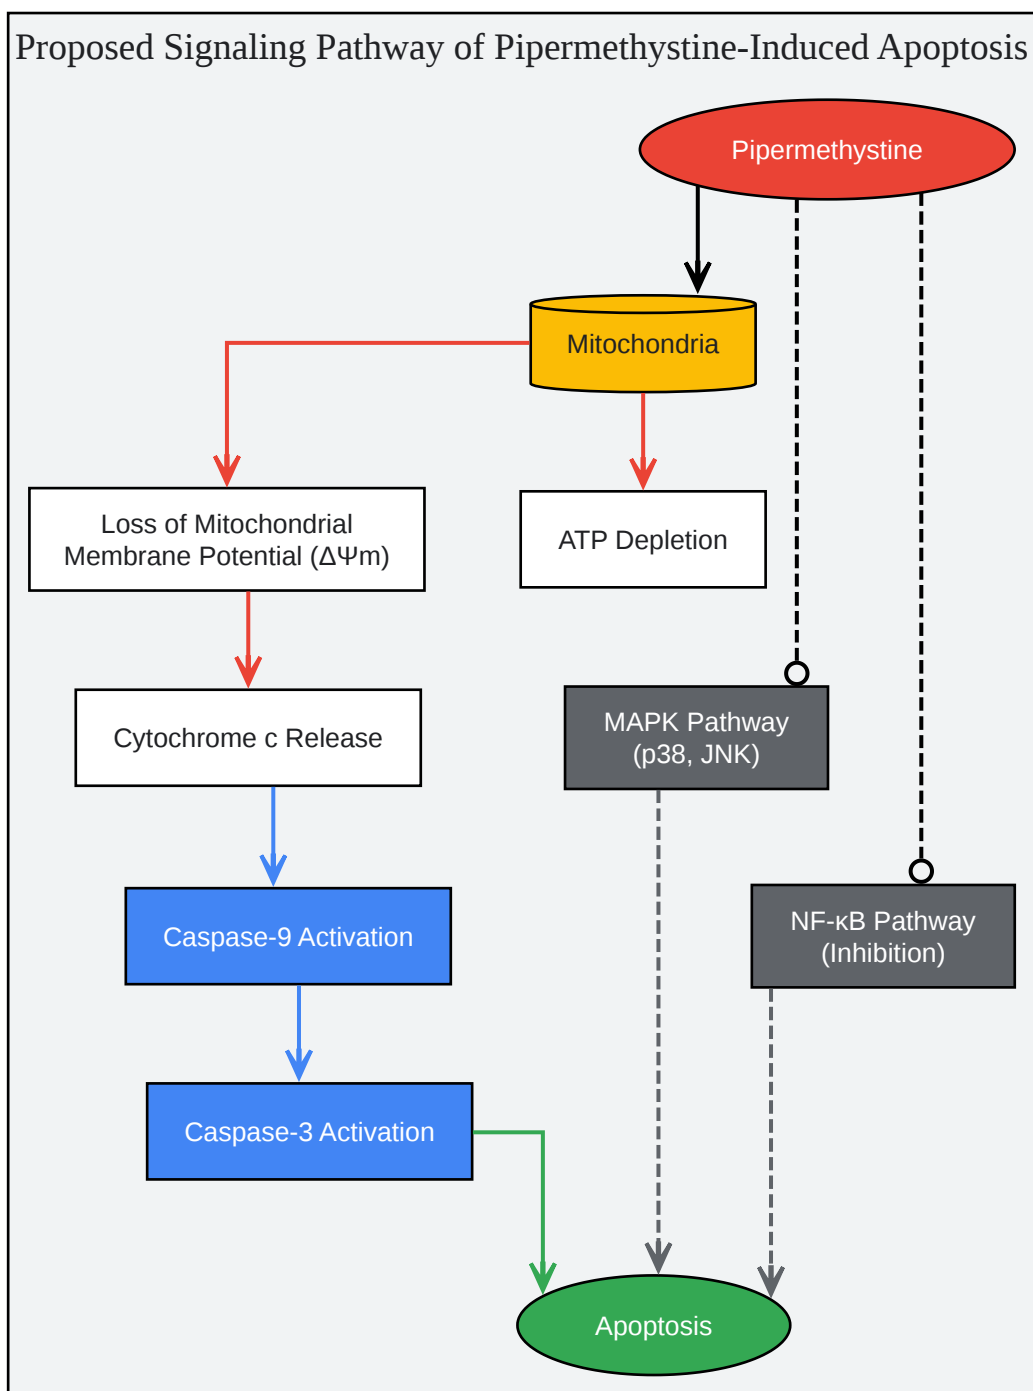 Proposed Signaling Pathway of Pipermethystine-Induced Apoptosis
Pipermethystine
Mitochondria
Loss of Mitochondrial
Membrane Potential (ΔΨm)
ATP Depletion
Cytochrome c Release
MAPK Pathway
(p38, JNK)
Caspase-9 Activation
NF-κB Pathway
(Inhibition)
Caspase-3 Activation
Apoptosis